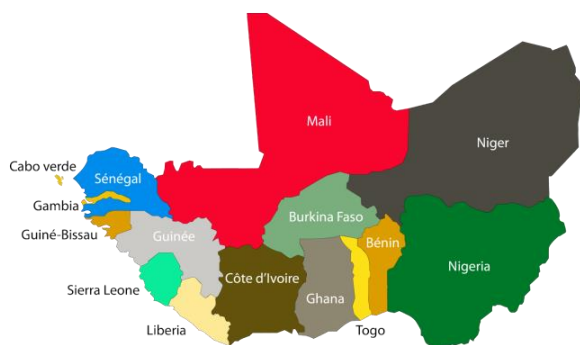 Mali
Niger
Cabo verde
Sénégal
Gambia
Burkina Faso
Guiné-Bissau
Guinée
Bénin
Nigeria
Côte d'Ivoire
Sierra Leone
Ghana
Liberia
Togo